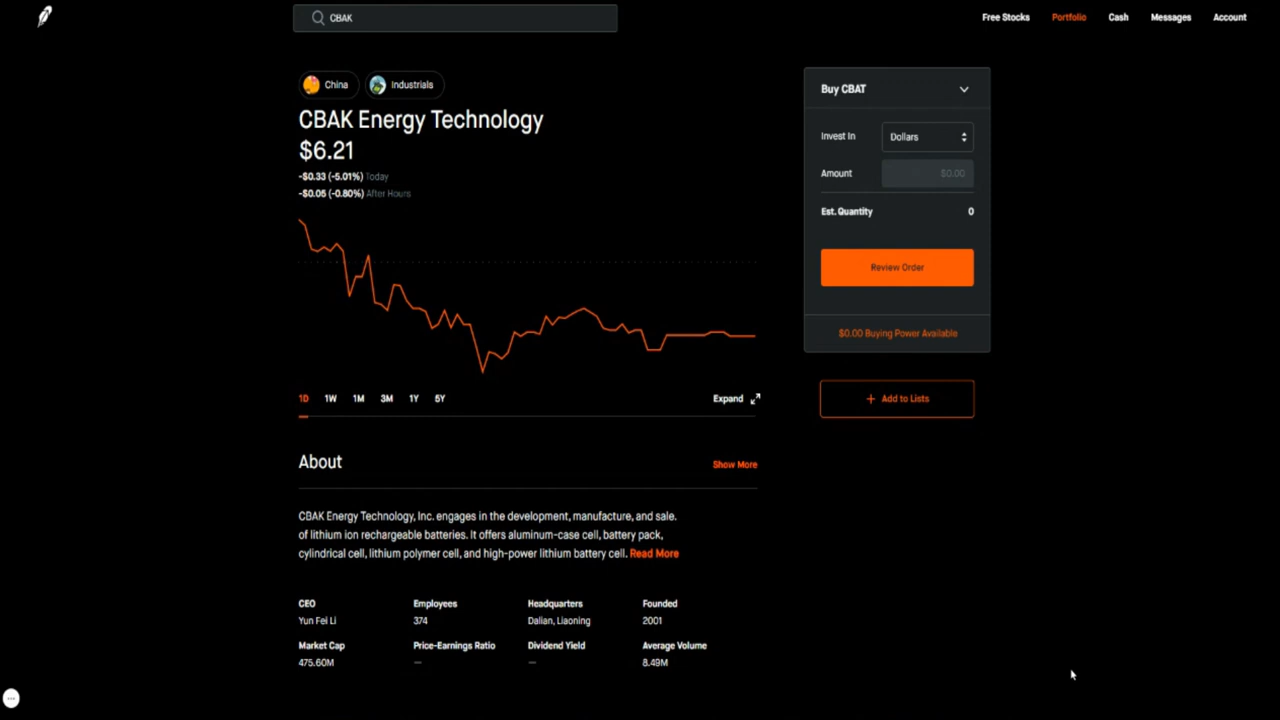 CBAK
Free Stocks
Portfolio
Cash
Messages
Account
China
Industrials
CBAK Energy Technology
$6.21
-$0.33 (-5.01%) Today
-$0.05 (-0.80%) After Hours
1D
1W
1M
3M
1Y
5Y
Expand
Buy CBAT
Invest In
Dollars
Amount
$0.00
Est. Quantity
0
Review Order
$0.00 Buying Power Available
+ Add to Lists
About
Show More
CBAK Energy Technology, Inc. engages in the development, manufacture, and sale.
of lithium ion rechargeable batteries. It offers aluminum-case cell, battery pack,
cylindrical cell, lithium polymer cell, and high-power lithium battery cell. Read More
CEO
Employees
Headquarters
Founded
Yun Fei Li
374
Dalian, Liaoning
2001
Market Cap
Price-Earnings Ratio
Dividend Yield
Average Volume
475.60M
—
—
8.49M